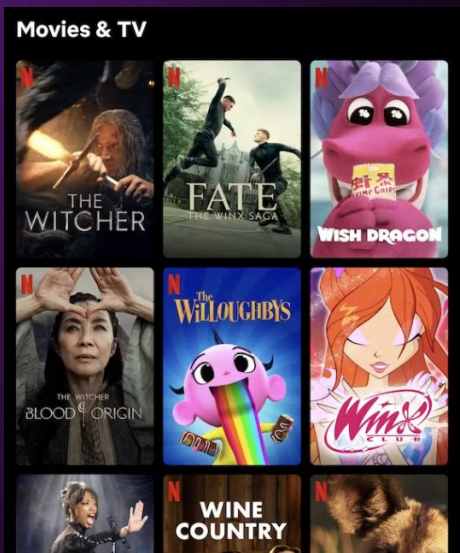 Movies & TV
N
THE
WITCHER
N
FATE
THE WINX SAGA
N
WISH DRAGON
N
THE WITCHER
BLOOD ORIGIN
N
The
WiLLOUGHBYS
Winx
CLUB
N
WINE
COUNTRY
N